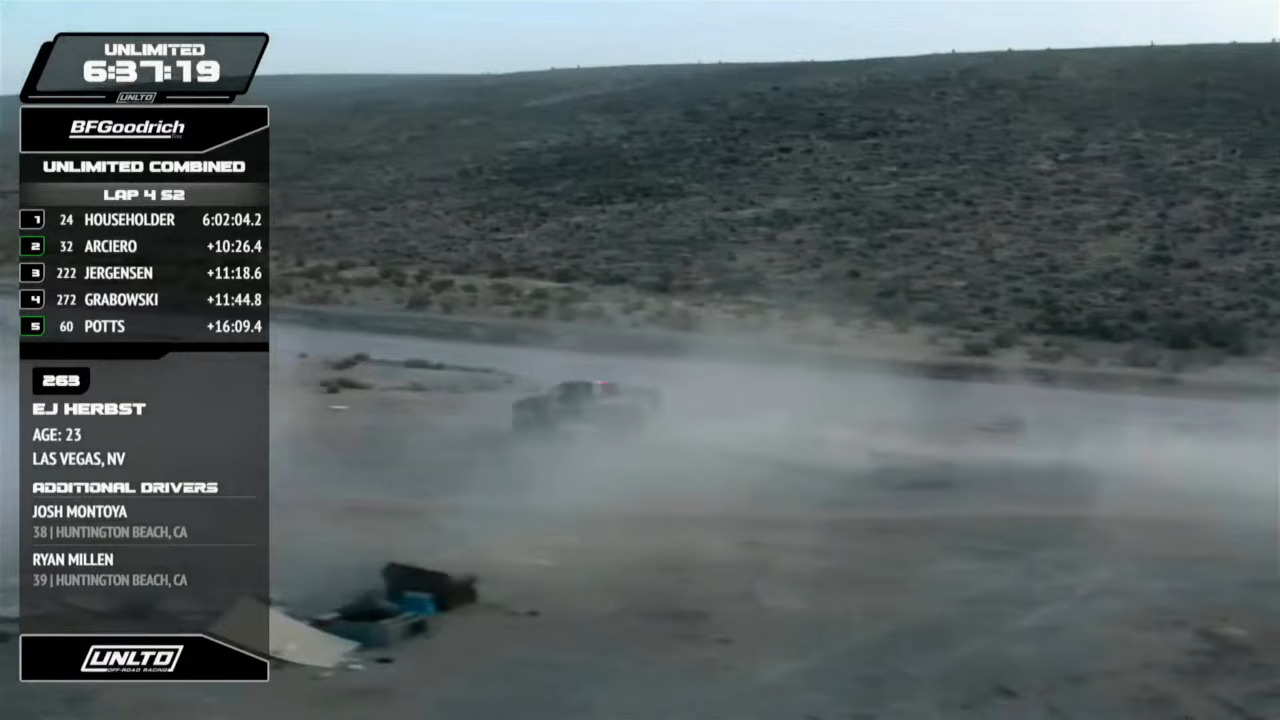 UNLIMITED
6:37:19
UNLTD
BFGoodrich
UNLIMITED COMBINED
LAP 4 S2
1 24 HOUSEHOLDER 6:02:04.2
2 32 ARCIERO +10:26.4
3 222 JERGENSEN +11:18.6
4 272 GRABOWSKI +11:44.8
5 60 POTTS +16:09.4
263
EJ HERBST
AGE: 23
LAS VEGAS, NV
ADDITIONAL DRIVERS
JOSH MONTOYA
38 | HUNTINGTON BEACH, CA
RYAN MILLEN
39 | HUNTINGTON BEACH, CA
UNLTD
OFF-ROAD RACING